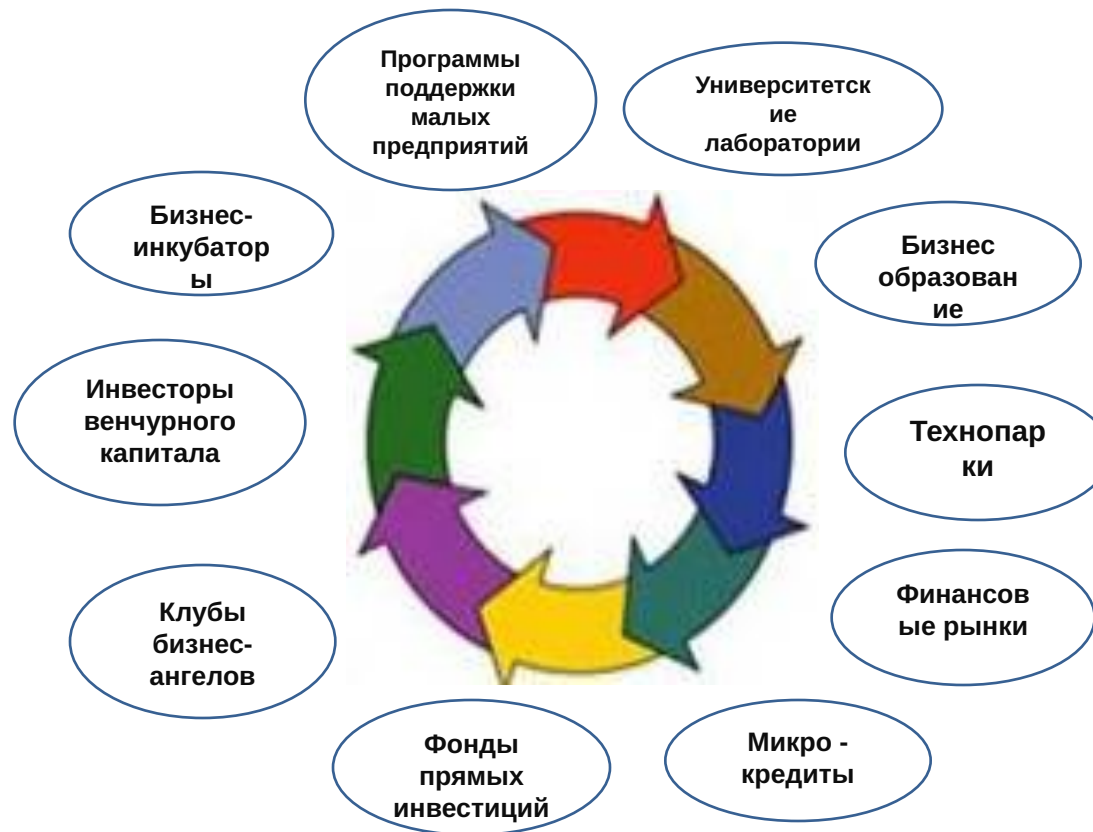 Программы
поддержки
малых
предприятий
Университетск
ие
лаборатории
Бизнес-
инкубатор
ы
Бизнес
образован
ие
Инвесторы
венчурного
капитала
Технопар
ки
Клубы
бизнес-
ангелов
Финансов
ые рынки
Фонды
прямых
инвестиций
Микро -
кредиты